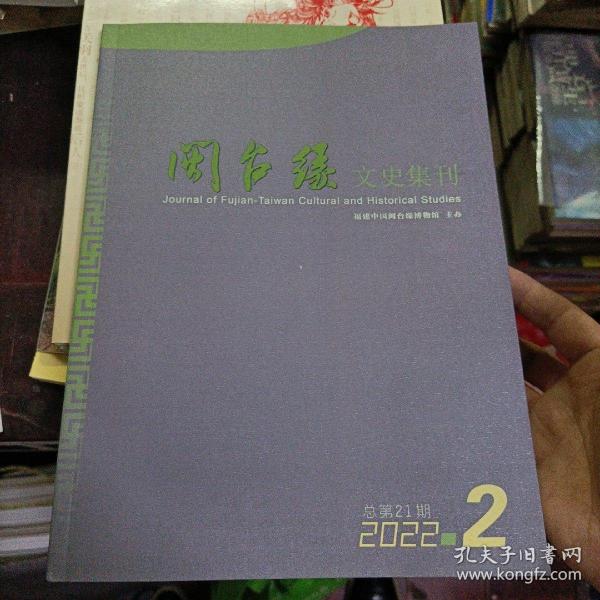 闽台缘 文史集刊
Journal of Fujian-Taiwan Cultural and Historical Studies
福建中国闽台缘博物馆 主办
总第21期
2022-2
孔夫子旧书网
www.kongfz.com